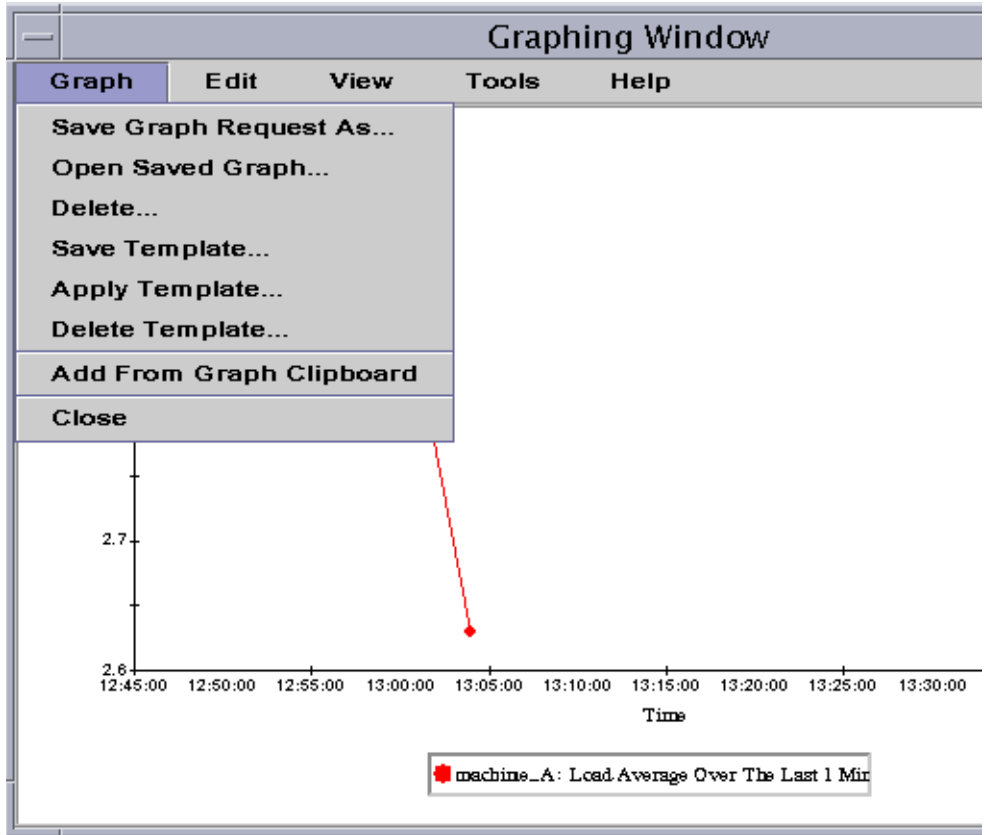 Graphing Window
Graph Edit View Tools Help
Save Graph Request As...
Open Saved Graph...
Delete...
Save Template...
Apply Template...
Delete Template...
Add From Graph Clipboard
Close
2.7
2.6
12:45:00 12:50:00 12:55:00 13:00:00 13:05:00 13:10:00 13:15:00 13:20:00 13:25:00 13:30:00
Time
machine_A: Load Average Over The Last 1 Mir